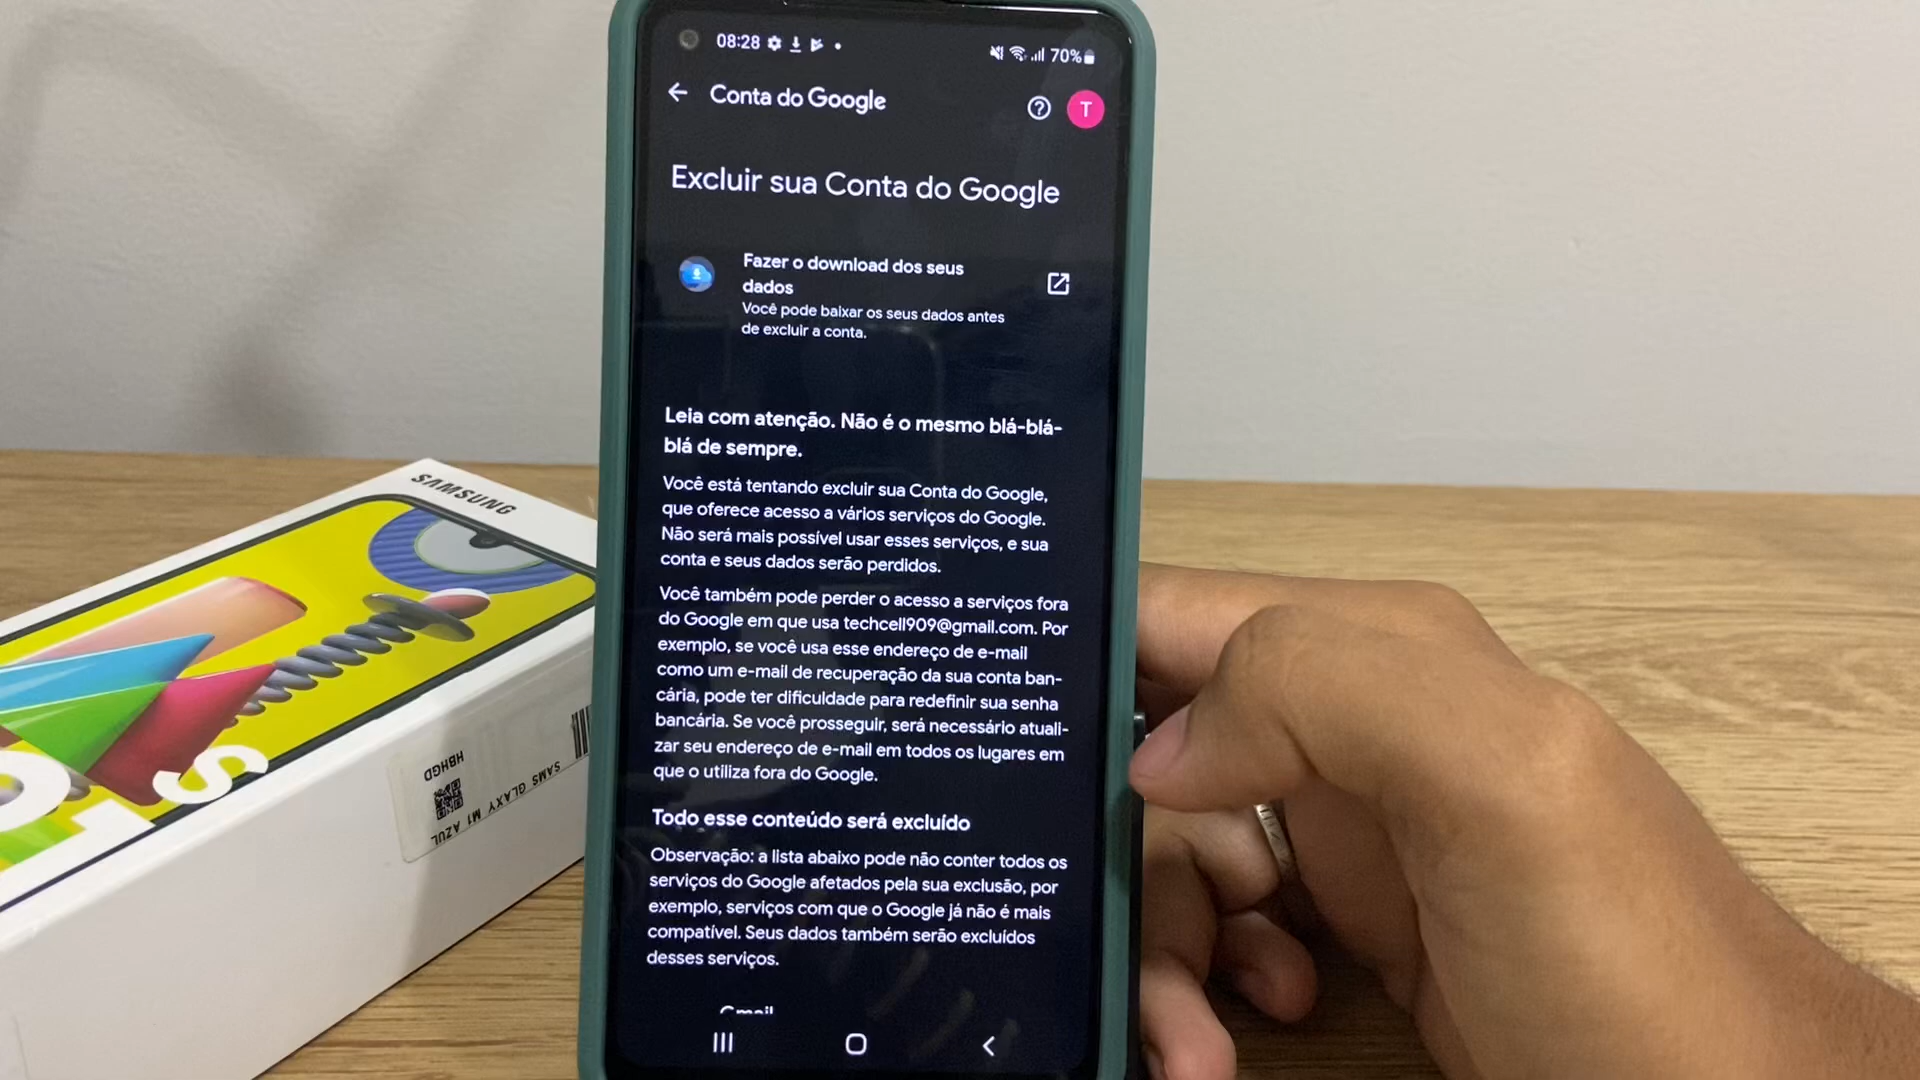 08:28
70%
Conta do Google
T
Excluir sua Conta do Google
Fazer o download dos seus
dados
Você pode baixar os seus dados antes
de excluir a conta.
Leia com atenção. Não é o mesmo blá-blá-
blá de sempre.
Você está tentando excluir sua Conta do Google,
que oferece acesso a vários serviços do Google.
Não será mais possível usar esses serviços, e sua
conta e seus dados serão perdidos.
Você também pode perder o acesso a serviços fora
do Google em que usa techcell909@gmail.com. Por
exemplo, se você usa esse endereço de e-mail
como um e-mail de recuperação da sua conta ban-
cária, pode ter dificuldade para redefinir sua senha
bancária. Se você prosseguir, será necessário atuali-
zar seu endereço de e-mail em todos os lugares em
que o utiliza fora do Google.
Todo esse conteúdo será excluído
Observação: a lista abaixo pode não conter todos os
serviços do Google afetados pela sua exclusão, por
exemplo, serviços com que o Google já não é mais
compatível. Seus dados também serão excluídos
desses serviços.
Gmail
SAMSUNG
SAMS GLAXY M1 AZUL
HBHGD